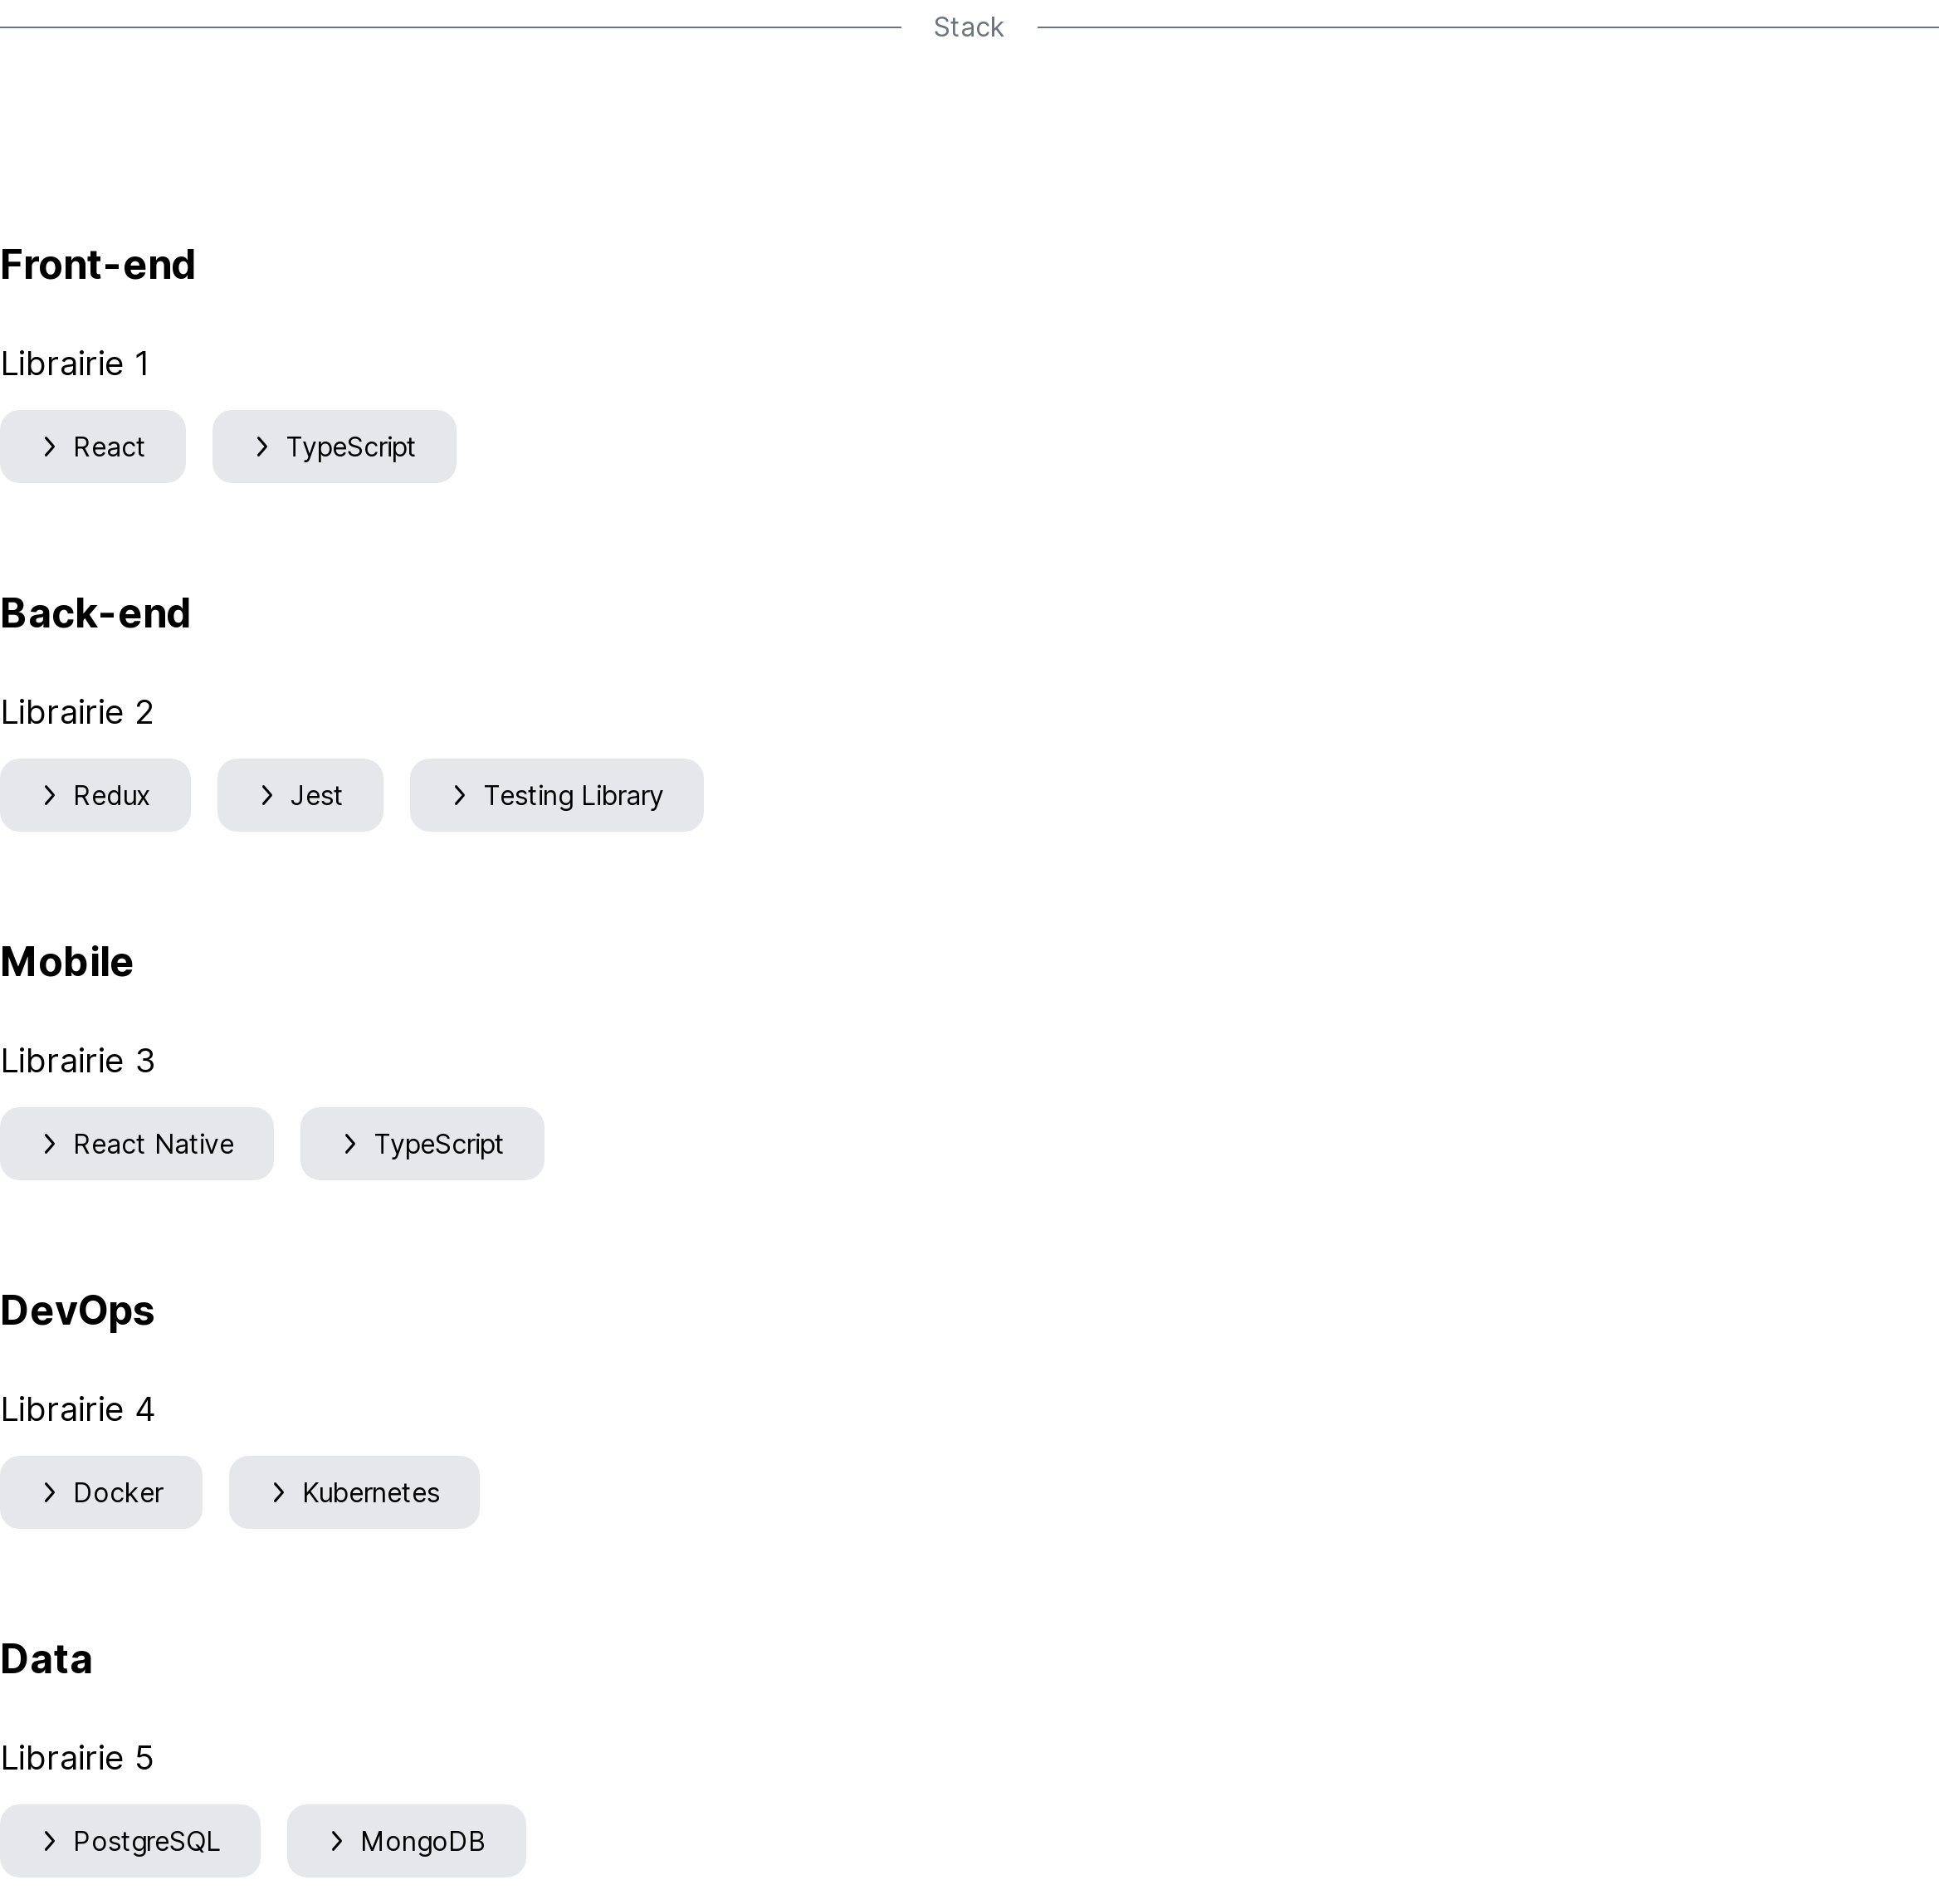 Stack
Front-end
Librairie 1
React TypeScript
Back-end
Librairie 2
Redux Jest Testing Library
Mobile
Librairie 3
React Native TypeScript
DevOps
Librairie 4
Docker Kubernetes
Data
Librairie 5
PostgreSQL MongoDB